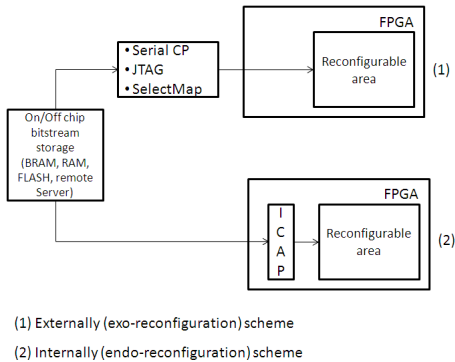 FPGA
• Serial CP
• JTAG
• SelectMap
Reconfigurable
area
(1)
On/Off chip
bitstream
storage
(BRAM, RAM,
FLASH, remote
Server)
FPGA
I
C
A
P
Reconfigurable
area
(2)
(1) Externally (exo-reconfiguration) scheme
(2) Internally (endo-reconfiguration) scheme